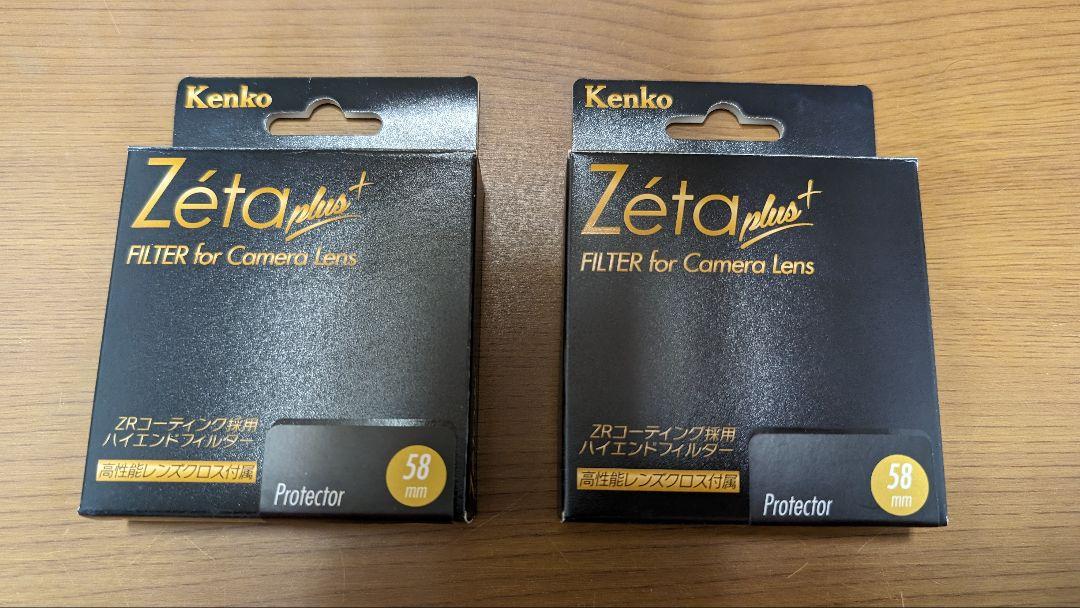 Kenko
Zéta plus+
FILTER for Camera Lens
ZRコーティング採用
ハイエンドフィルター
高性能レンズクロス付属
Protector
58
mm
Kenko
Zéta plus+
FILTER for Camera Lens
ZRコーティング採用
ハイエンドフィルター
高性能レンズクロス付属
Protector
58
mm